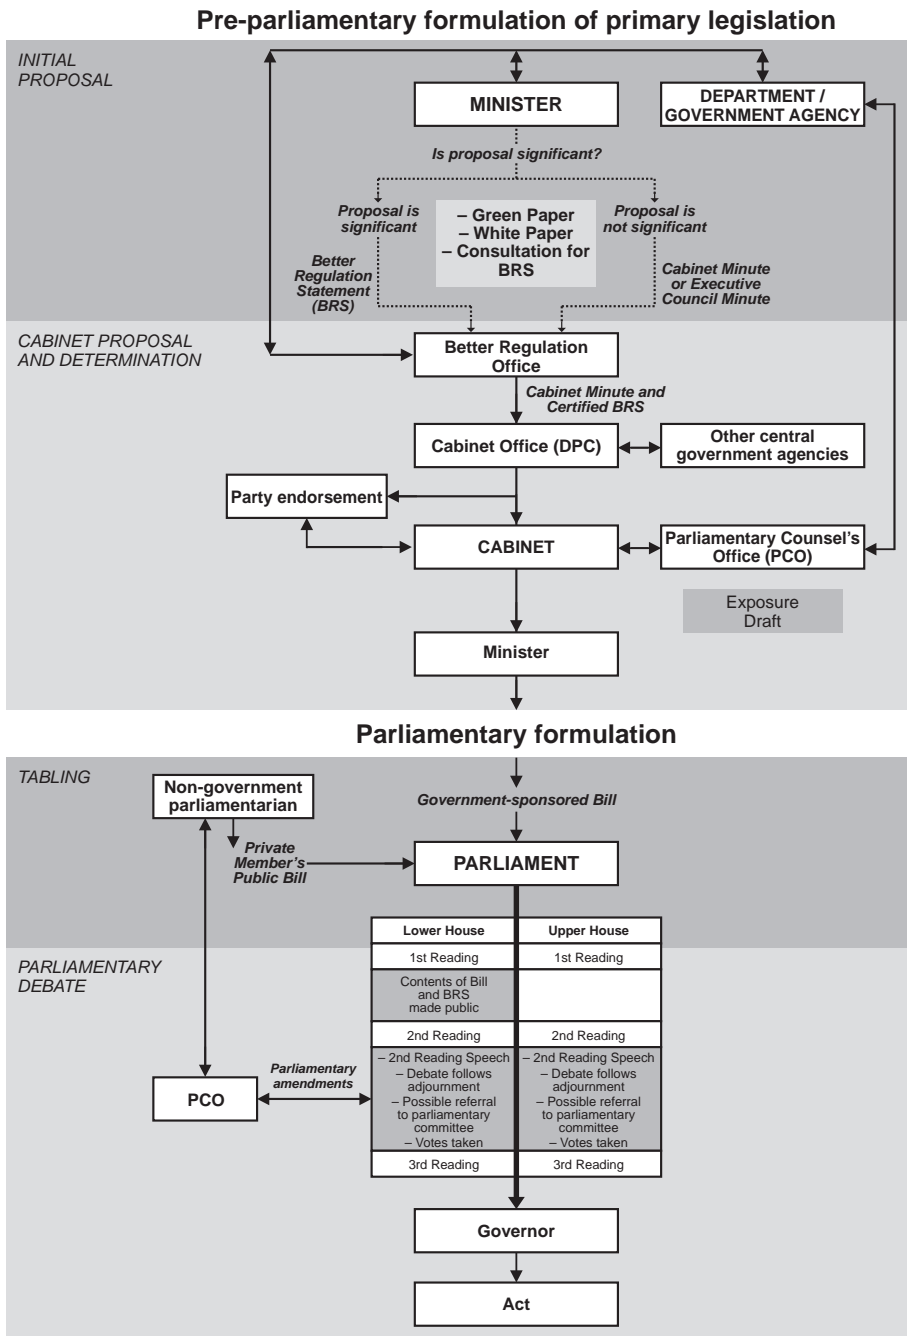 Pre-parliamentary formulation of primary legislation
INITIAL
PROPOSAL
MINISTER
DEPARTMENT /
GOVERNMENT AGENCY
Is proposal significant?
Proposal is
significant
– Green Paper
– White Paper
– Consultation for
BRS
Proposal is
not significant
Better
Regulation
Statement
(BRS)
Cabinet Minute
or Executive
Council Minute
CABINET PROPOSAL
AND DETERMINATION
Better Regulation
Office
Cabinet Minute and
Certified BRS
Cabinet Office (DPC)
Other central
government agencies
Party endorsement
CABINET
Parliamentary Counsel's
Office (PCO)
Exposure
Draft
Minister
Parliamentary formulation
TABLING
Non-government
parliamentarian
Government-sponsored Bill
Private
Member's
Public Bill
PARLIAMENT
Lower House
Upper House
1st Reading
1st Reading
PARLIAMENTARY
DEBATE
Contents of Bill
and BRS
made public
2nd Reading
2nd Reading
– 2nd Reading Speech
– Debate follows
adjournment
– Possible referral
to parliamentary
committee
– Votes taken
– 2nd Reading Speech
– Debate follows
adjournment
– Possible referral
to parliamentary
committee
– Votes taken
Parliamentary
amendments
PCO
3rd Reading
3rd Reading
Governor
Act